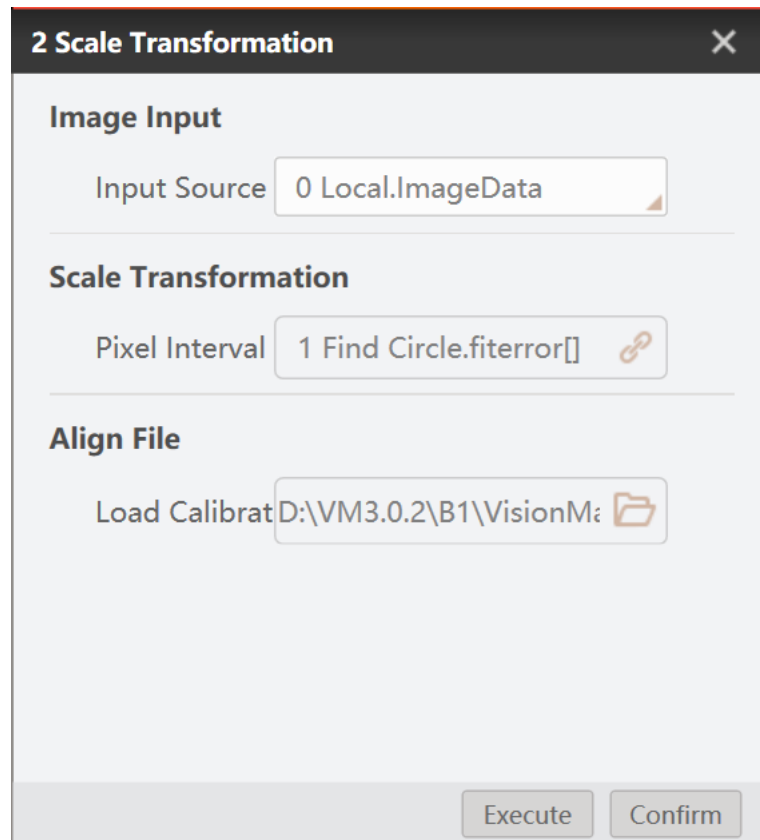 2 Scale Transformation
Image Input
Input Source 0 Local.ImageData
Scale Transformation
Pixel Interval 1 Find Circle.fiterror[]
Align File
Load Calibrat D:\VM3.0.2\B1\VisionMa
Execute Confirm